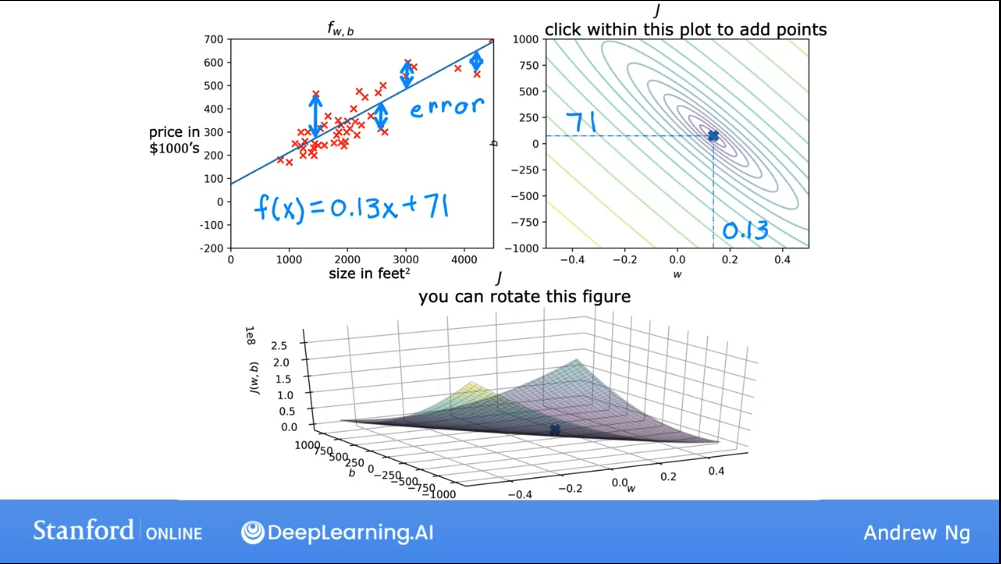 J
f_{w, b}
click within this plot to add points
700
600
500
400
300
200
100
0
-100
-200
price in
$1000's
error
f(x) = 0.13x + 71
0
1000
2000
3000
4000
size in feet²
1000
750
500
250
0
−250
−500
−750
−1000
b
71
0.13
−0.4
−0.2
0.0
0.2
0.4
w
J
you can rotate this figure
1e8
2.5
2.0
1.5
1.0
0.5
0.0
J(w, b)
1000
750
500
250
0
−250
−500
−750
−1000
b
−0.4
−0.2
0.0
0.2
0.4
w
Stanford | ONLINE
DeepLearning.AI
Andrew Ng